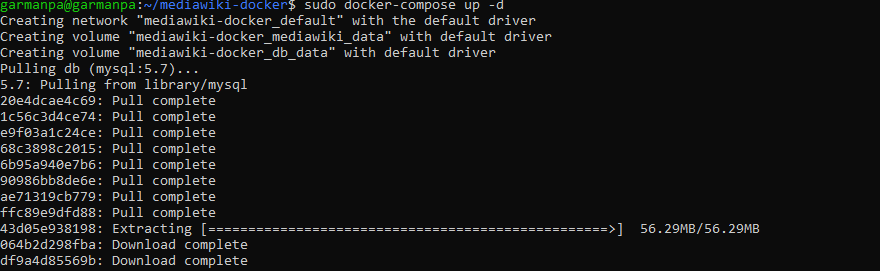 garmanpa@garmanpa:~/mediawiki-docker$ sudo docker-compose up -d
Creating network "mediawiki-docker_default" with the default driver
Creating volume "mediawiki-docker_mediawiki_data" with default driver
Creating volume "mediawiki-docker_db_data" with default driver
Pulling db (mysql:5.7)...
5.7: Pulling from library/mysql
20e4dcae4c69: Pull complete
1c56c3d4ce74: Pull complete
e9f03a1c24ce: Pull complete
68c3898c2015: Pull complete
6b95a940e7b6: Pull complete
90986bb8de6e: Pull complete
ae71319cb779: Pull complete
ffc89e9dfd88: Pull complete
43d05e938198: Extracting [==================================================>]  56.29MB/56.29MB
064b2d298fba: Download complete
df9a4d85569b: Download complete